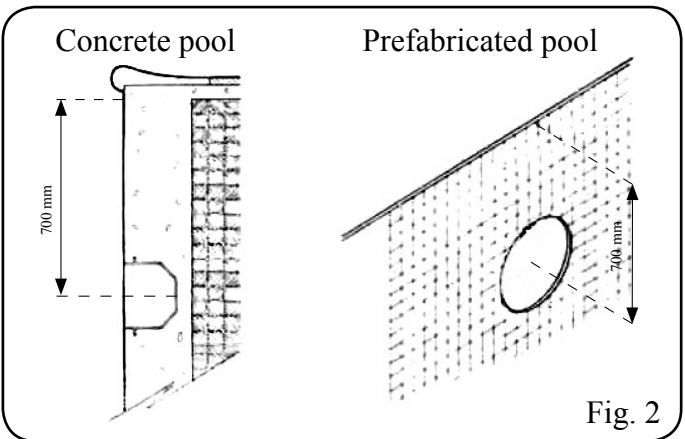 Concrete pool
Prefabricated pool
700 mm
700 mm
Fig. 2